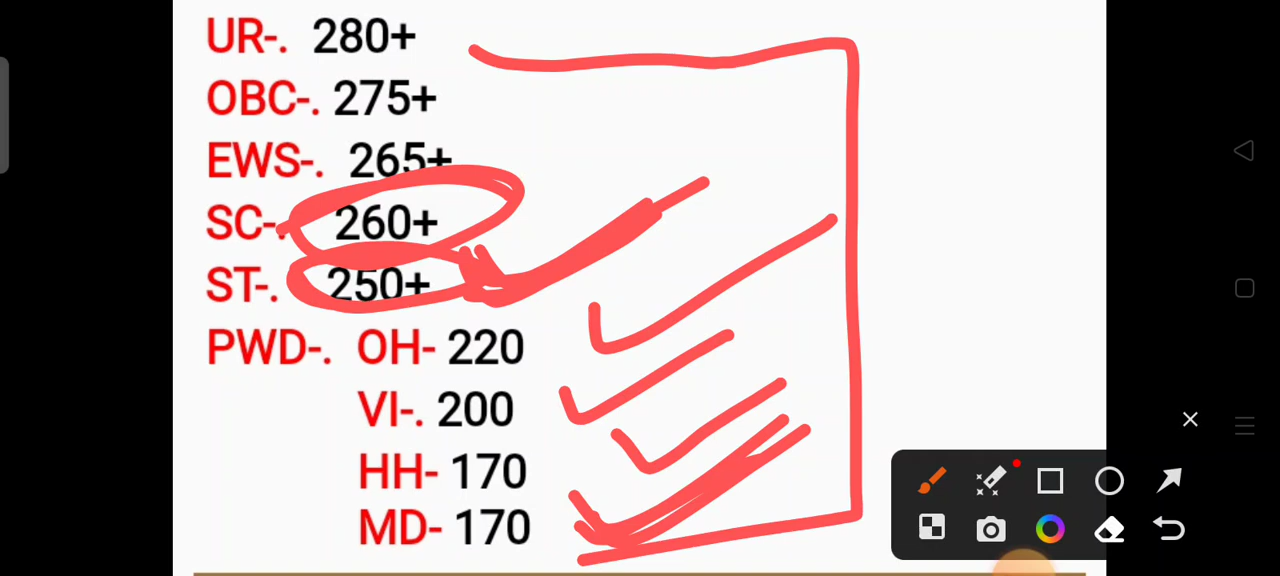 UR-. 280+
OBC-. 275+
EWS-. 265+
SC-. 260+
ST-. 250+
PWD-. OH- 220
VI-. 200
HH- 170
MD- 170